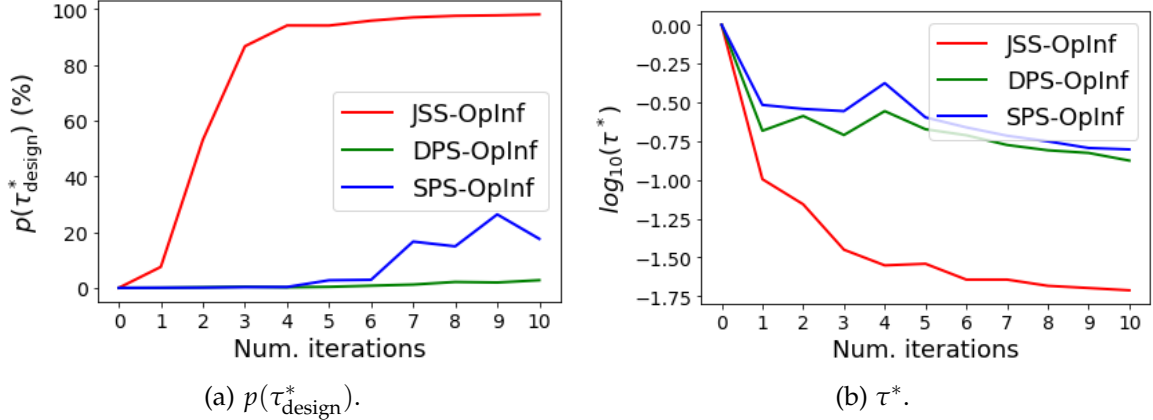 100
80
60
40
20
0
p(τ*design) (%)
JSS-OpInf
DPS-OpInf
SPS-OpInf
0 1 2 3 4 5 6 7 8 9 10
Num. iterations
(a) p(τ*design).
0.00
−0.25
−0.50
−0.75
−1.00
−1.25
−1.50
−1.75
log10(τ*)
JSS-OpInf
DPS-OpInf
SPS-OpInf
0 1 2 3 4 5 6 7 8 9 10
Num. iterations
(b) τ*.